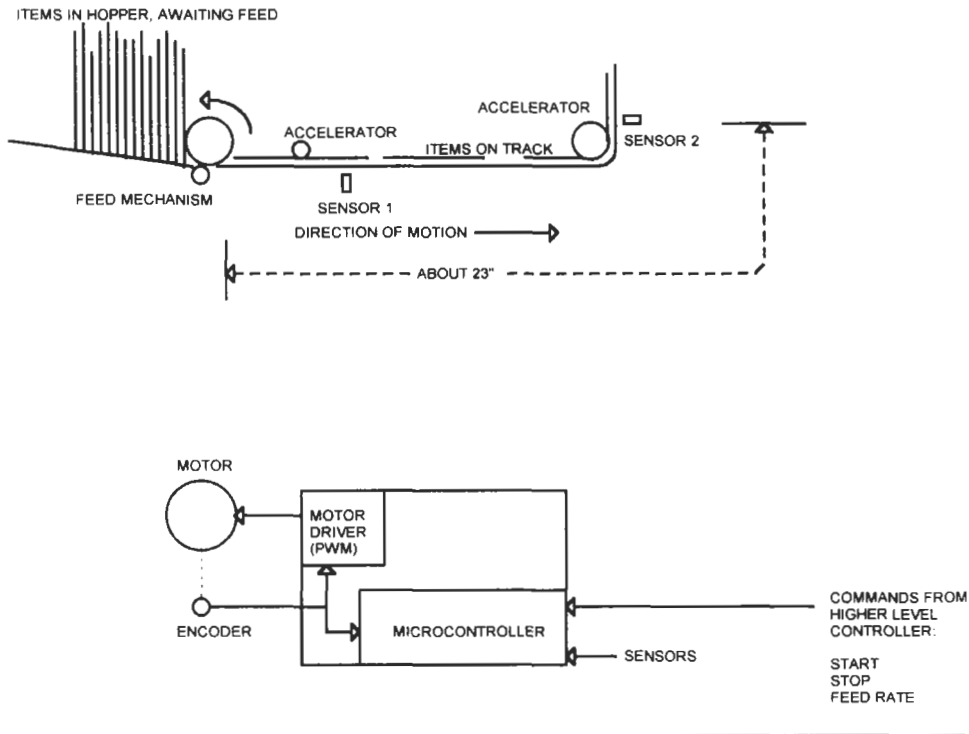 ITEMS IN HOPPER, AWAITING FEED
ACCELERATOR
SENSOR 2
ACCELERATOR
ITEMS ON TRACK
FEED MECHANISM
SENSOR 1
DIRECTION OF MOTION
ABOUT 23"
MOTOR
MOTOR
DRIVER
(PWM)
ENCODER
MICROCONTROLLER
SENSORS
COMMANDS FROM
HIGHER LEVEL
CONTROLLER:
START
STOP
FEED RATE